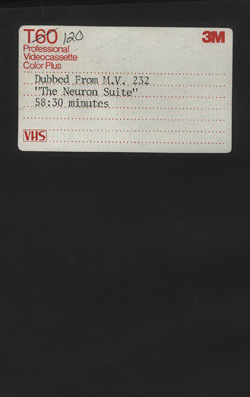 T60 120
3M
Professional
Videocassette
Color Plus
Dubbed From M.V. 232
"The Neuron Suite"
58:30 minutes
VHS